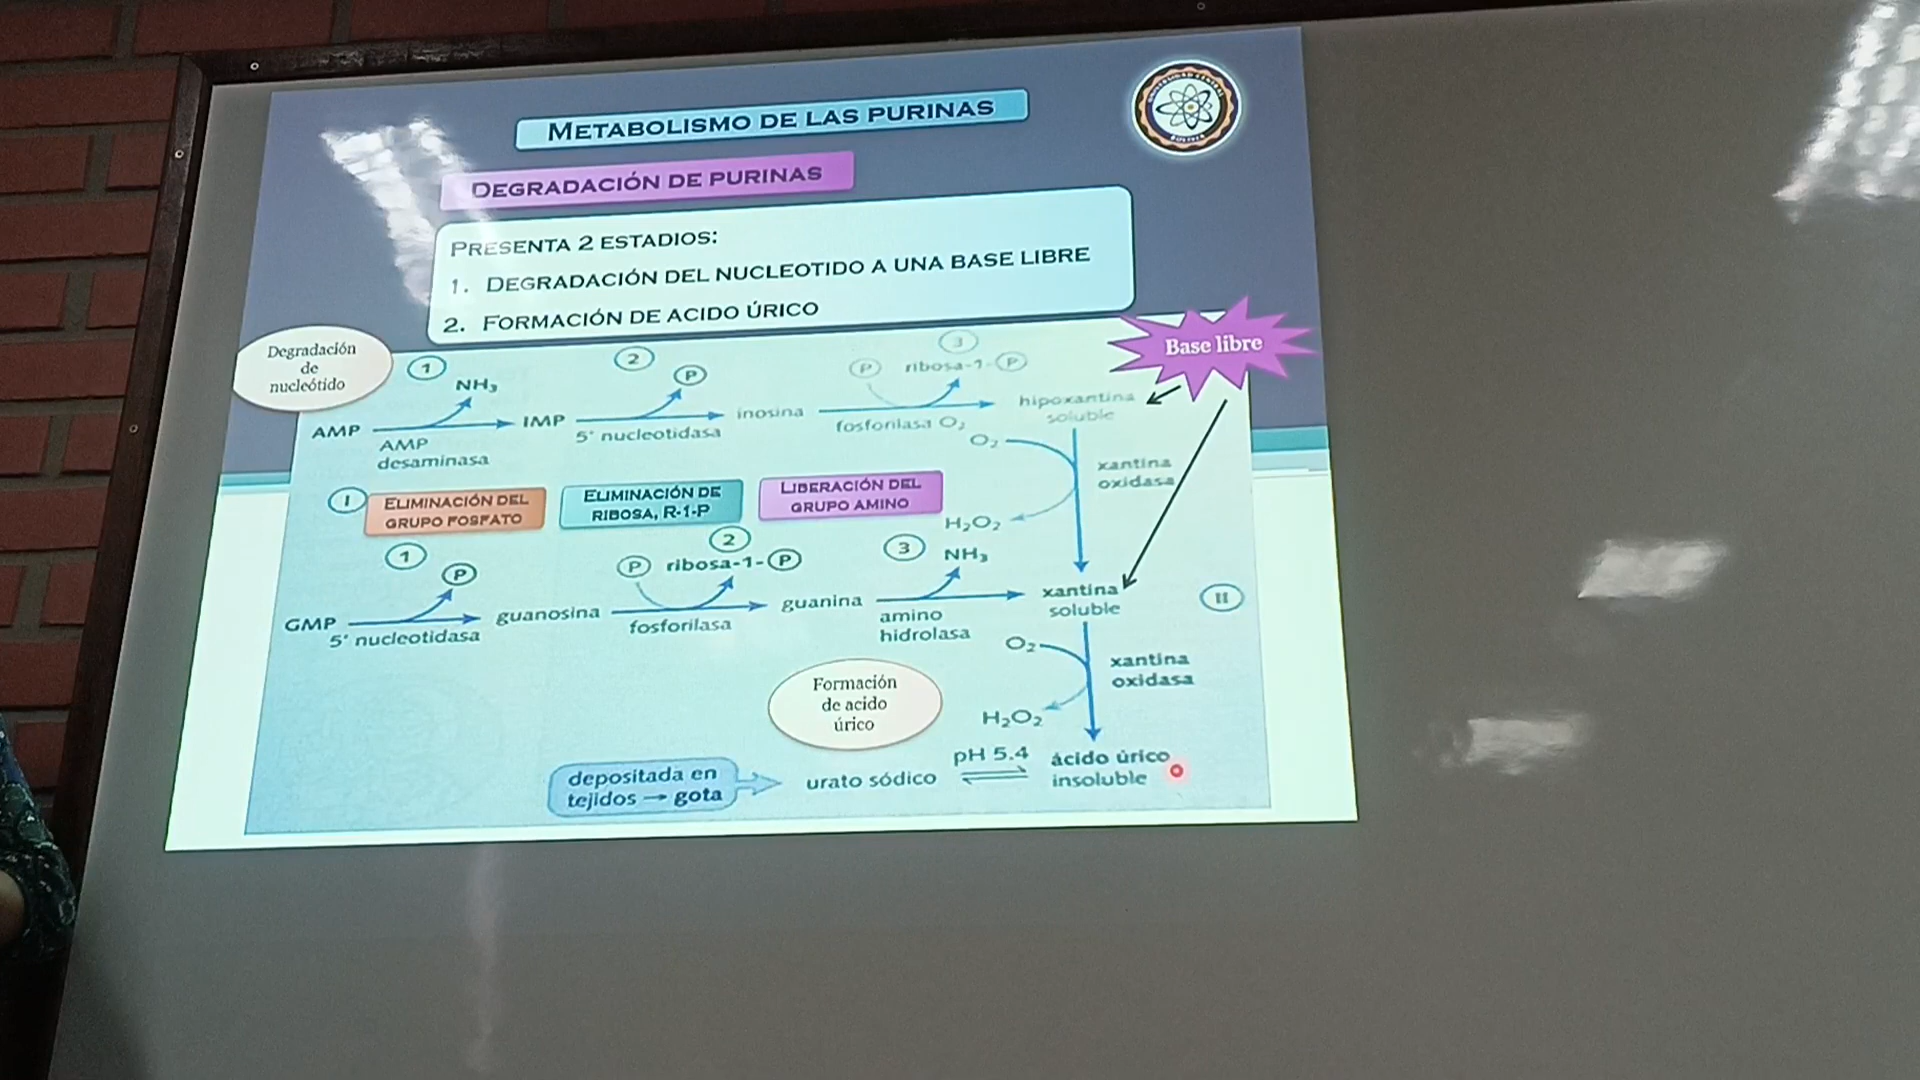 METABOLISMO DE LAS PURINAS
DEGRADACIÓN DE PURINAS
PRESENTA 2 ESTADIOS:
1. DEGRADACIÓN DEL NUCLEOTIDO A UNA BASE LIBRE
2. FORMACIÓN DE ACIDO ÚRICO
Degradación
de
nucleótido
Base libre
1
NH₃
2
P
3
P ribosa-1-P
AMP
IMP
inosina
hipoxantina
soluble
AMP
desaminasa
5' nucleotidasa
fosforilasa O₂
O₂
xantina
oxidasa
H₂O₂
I
ELIMINACIÓN DEL
GRUPO FOSFATO
ELIMINACIÓN DE
RIBOSA, R-1-P
LIBERACIÓN DEL
GRUPO AMINO
1
P
2
P ribosa-1-P
3
NH₃
GMP
guanosina
guanina
xantina
soluble
II
5' nucleotidasa
fosforilasa
amino
hidrolasa
O₂
xantina
oxidasa
H₂O₂
Formación
de acido
úrico
depositada en
tejidos → gota
urato sódico
pH 5.4
ácido úrico
insoluble